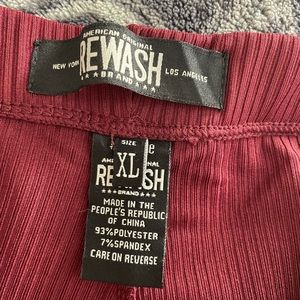 AMERICAN ORIGINAL
NEW YORK REWASH LOS ANGELES
BRAND
SIZE
XL
BRAND
MADE IN THE
PEOPLE'S REPUBLIC
OF CHINA
93%POLYESTER
7%SPANDEX
CARE ON REVERSE